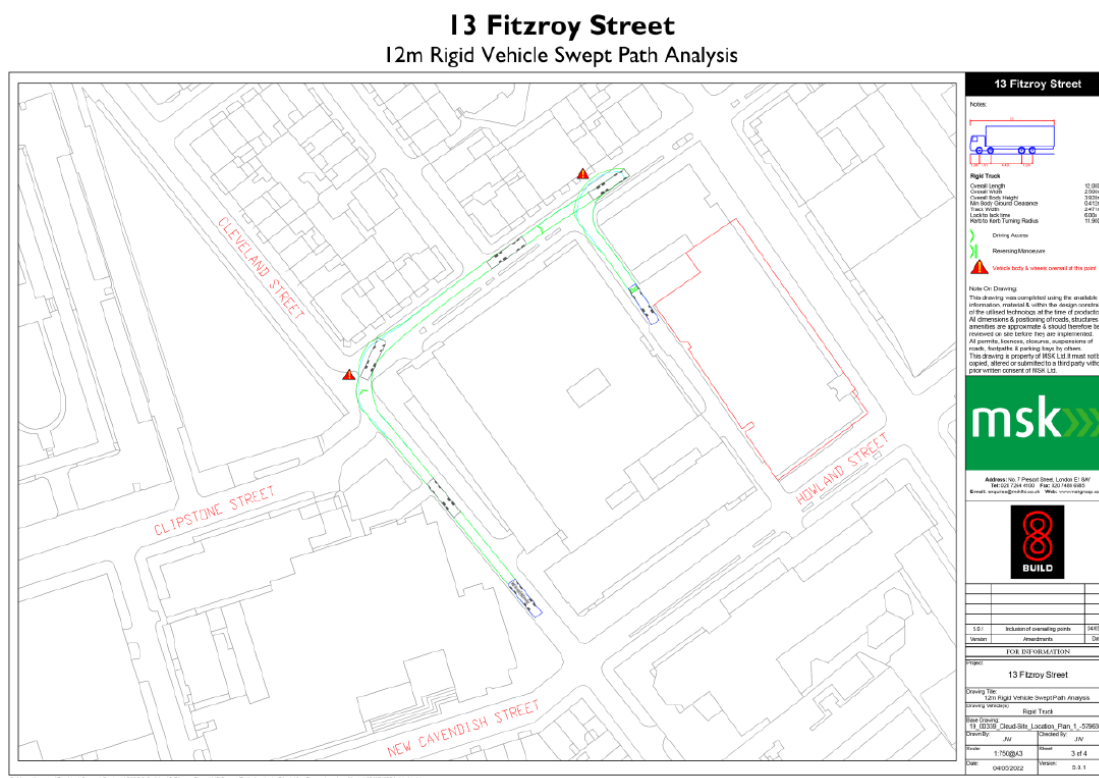 13 Fitzroy Street
12m Rigid Vehicle Swept Path Analysis
CLEVELAND STREET
CLIPSTONE STREET
HOWLAND STREET
NEW CAVENDISH STREET
13 Fitzroy Street
Notes:
Rigid Truck
Overall Length
Overall Width
Overall Body Height
Min Body Ground Clearance
Track Width
Lock to lock time
Kerb to Kerb Turning Radius
Driving Access
Reversing Manoeuvre
Vehicle body & wheels oversail at this point
Note On Drawing:
This drawing was completed using the available
information, material & within the design
of the utilised technology at the time of
All dimensions & positioning of roads, structures
amenities are approximate & should therefore be
reviewed on site before they are implemented.
All permits, licences, closures, suspensions of
roads, footpaths & parking bays by others.
This drawing is property of MSK Ltd. It must not
copied, altered or submitted to a third party
prior written consent of MSK Ltd.
msk
Address: No. 7 Prescot Street, London E1 8AY
8
BUILD
Inclusion of oversailing points
Version Amendments
FOR INFORMATION
Project
13 Fitzroy Street
Drawing Title:
12m Rigid Vehicle Swept Path Analysis
Drawing Vehicle(s)
Rigid Truck
Base Drawing:
Drawn By: JW Checked By: JW
1:750@A3 Sheet 3 of 4
Date: 04/05/2022 Version: